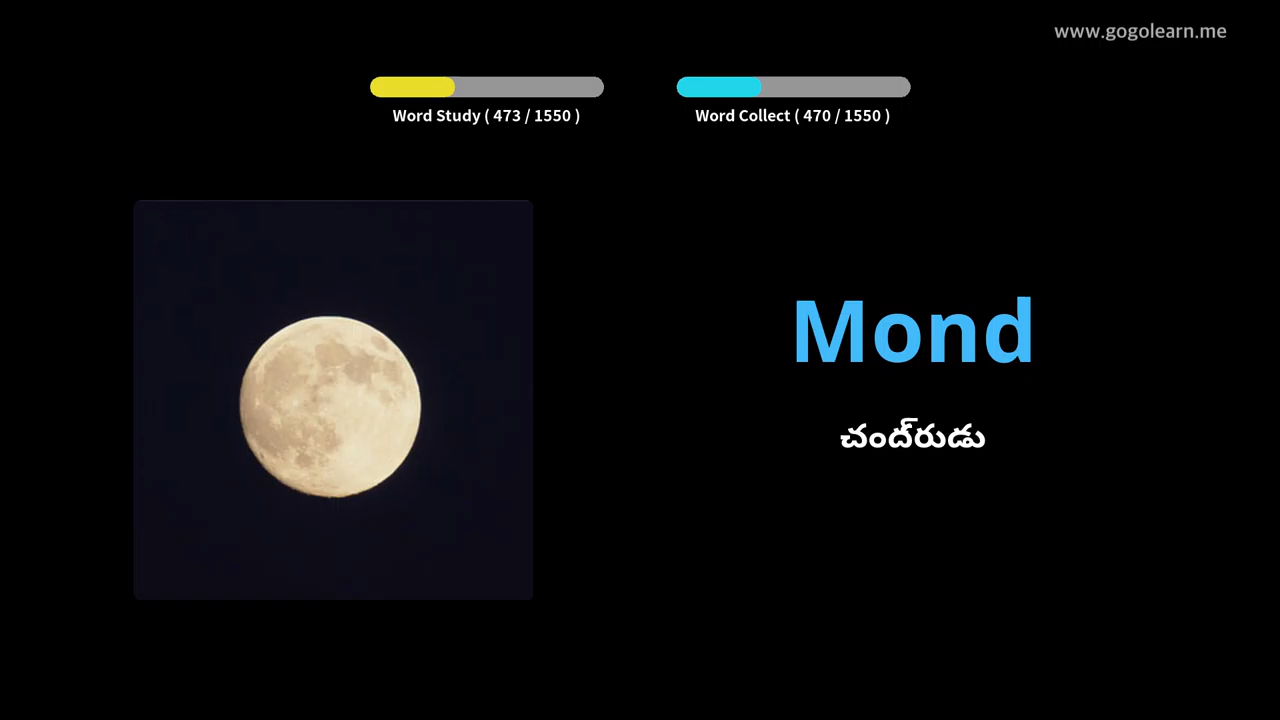 www.gogolearn.me
Word Study ( 473 / 1550 )
Word Collect ( 470 / 1550 )
Mond
చంద్రుడు